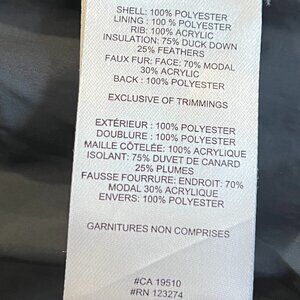 SHELL: 100% POLYESTER
LINING : 100 % POLYESTER
RIB: 100% ACRYLIC
INSULATION: 75% DUCK DOWN
25% FEATHERS
FAUX FUR: FACE: 70% MODAL
30% ACRYLIC
BACK : 100% POLYESTER
EXCLUSIVE OF TRIMMINGS
EXTÉRIEUR : 100% POLYESTER
DOUBLURE : 100% POLYESTER
MAILLE CÔTELÉE: 100% ACRYLIQUE
ISOLANT: 75% DUVET DE CANARD
25% PLUMES
FAUSSE FOURRURE: ENDROIT: 70%
MODAL 30% ACRYLIQUE
ENVERS: 100% POLYESTER
GARNITURES NON COMPRISES
#CA 19510
#RN 123274